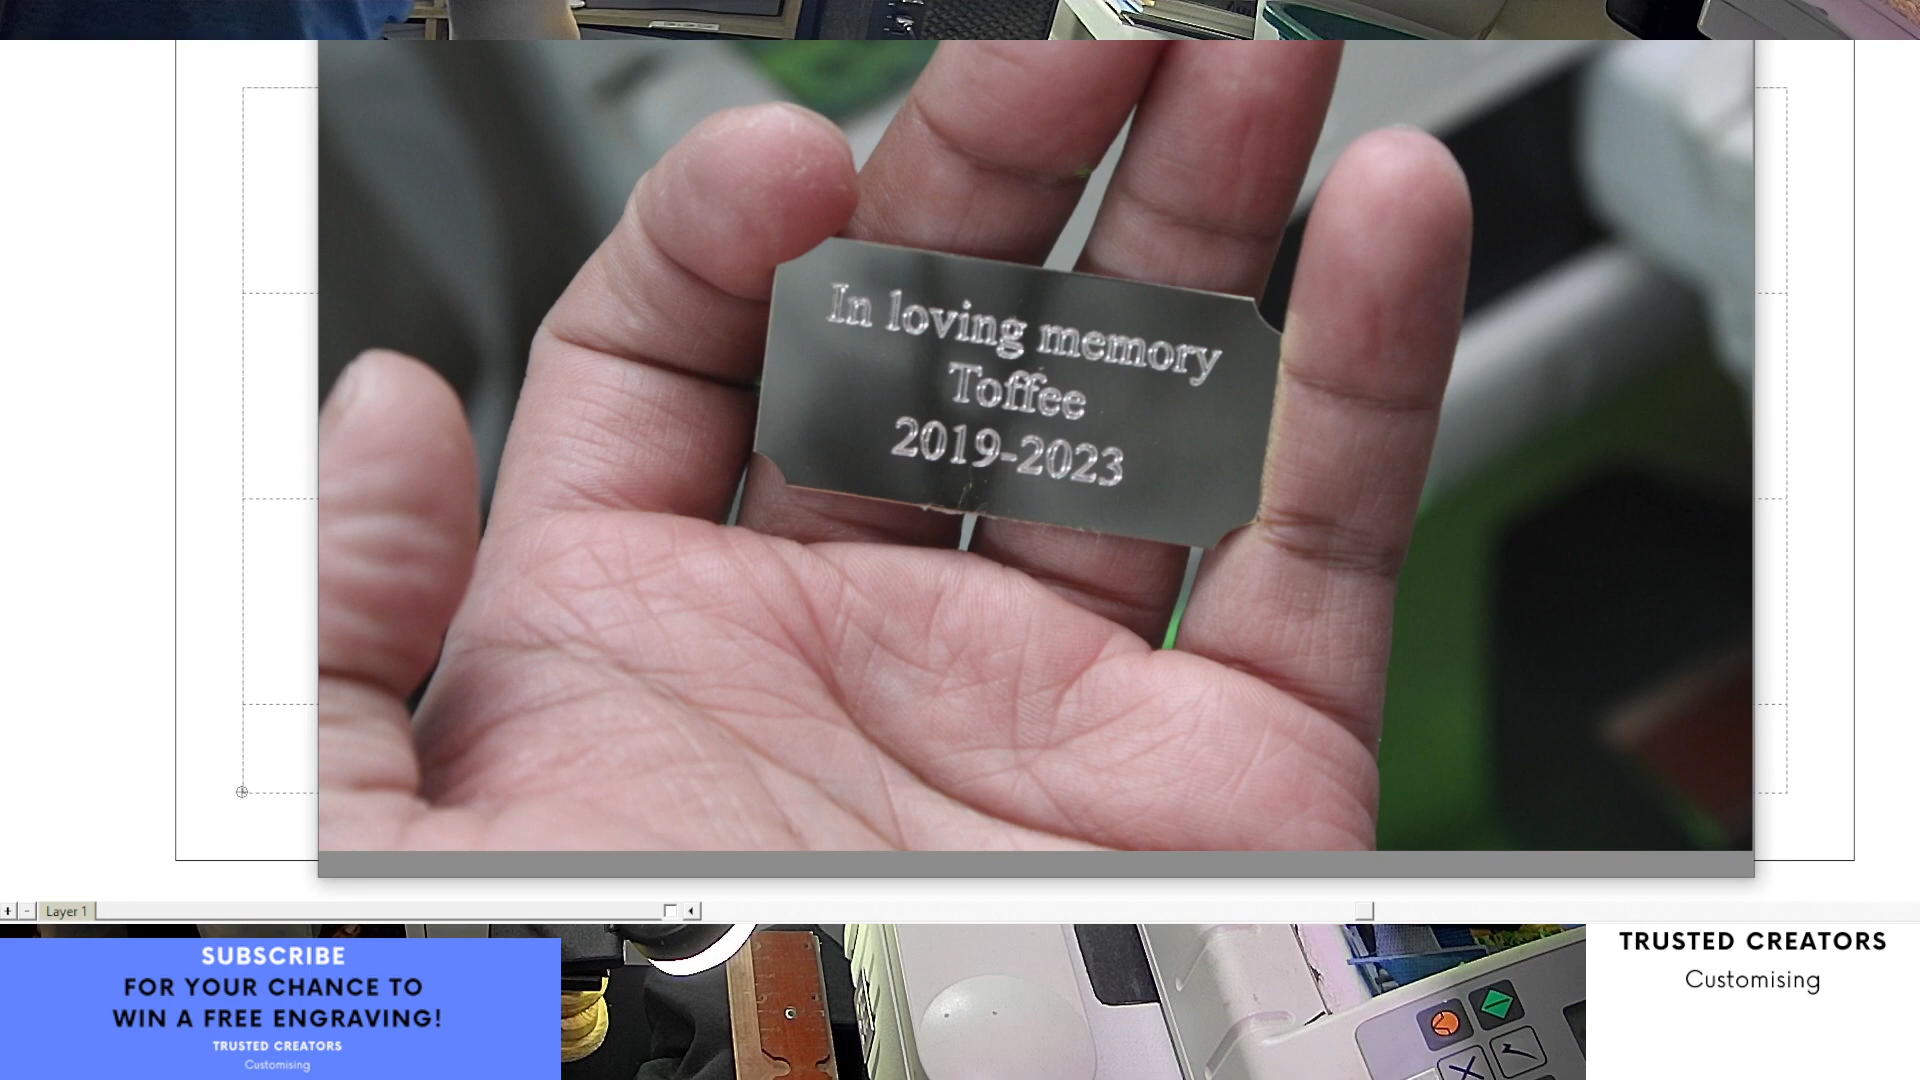 In loving memory
Toffee
2019-2023
+ - Layer 1
SUBSCRIBE
FOR YOUR CHANCE TO
WIN A FREE ENGRAVING!
TRUSTED CREATORS
Customising
TRUSTED CREATORS
Customising